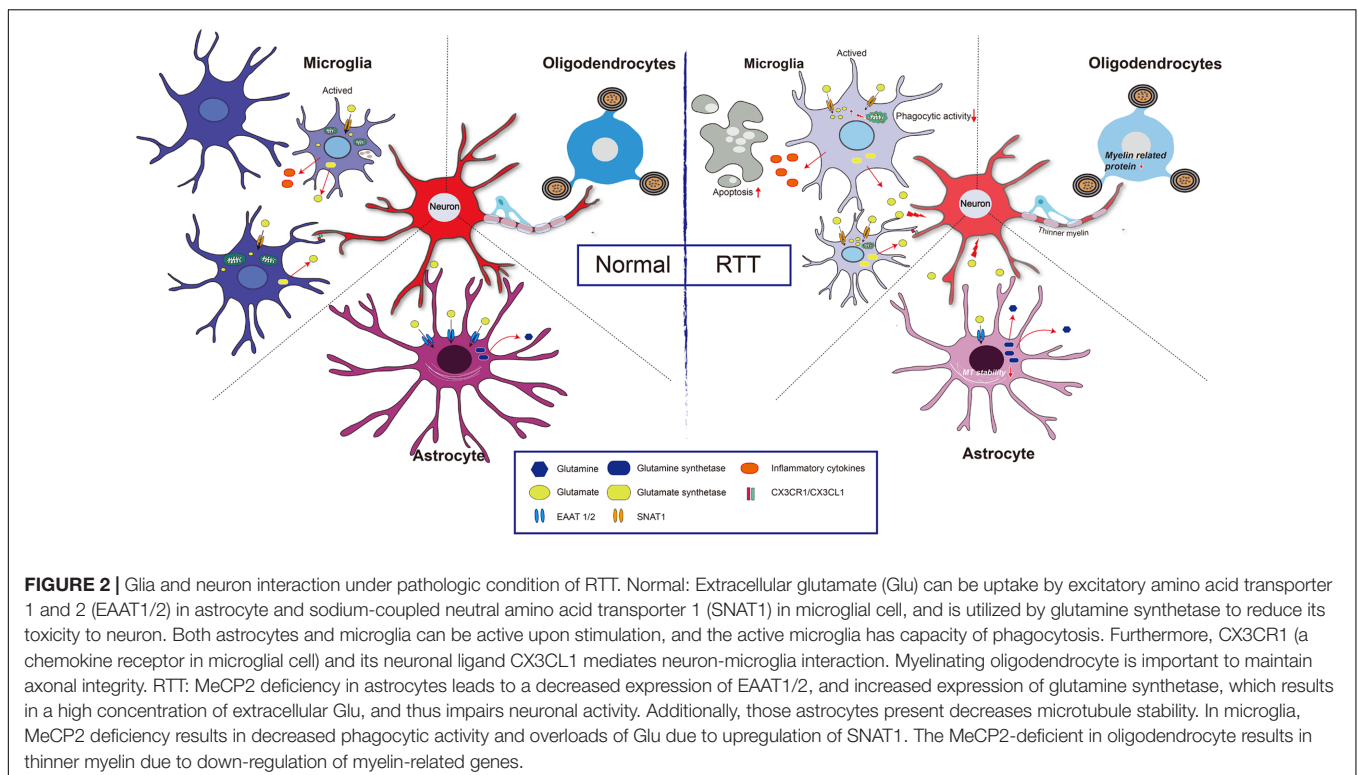 Microglia
Oligodendrocytes
Actived
Neuron
Astrocyte
Normal
RTT
Microglia
Actived
Oligodendrocytes
Phagocytic activity
Apoptosis
Myelin related
protein
Neuron
Thinner myelin
MT stability
Astrocyte
Glutamine
Glutamine synthetase
Inflammatory cytokines
Glutamate
Glutamate synthetase
CX3CR1/CX3CL1
EAAT 1/2
SNAT1
FIGURE 2 | Glia and neuron interaction under pathologic condition of RTT. Normal: Extracellular glutamate (Glu) can be uptake by excitatory amino acid transporter
1 and 2 (EAAT1/2) in astrocyte and sodium-coupled neutral amino acid transporter 1 (SNAT1) in microglial cell, and is utilized by glutamine synthetase to reduce its
toxicity to neuron. Both astrocytes and microglia can be active upon stimulation, and the active microglia has capacity of phagocytosis. Furthermore, CX3CR1 (a
chemokine receptor in microglial cell) and its neuronal ligand CX3CL1 mediates neuron-microglia interaction. Myelinating oligodendrocyte is important to maintain
axonal integrity. RTT: MeCP2 deficiency in astrocytes leads to a decreased expression of EAAT1/2, and increased expression of glutamine synthetase, which results
in a high concentration of extracellular Glu, and thus impairs neuronal activity. Additionally, those astrocytes present decreases microtubule stability. In microglia,
MeCP2 deficiency results in decreased phagocytic activity and overloads of Glu due to upregulation of SNAT1. The MeCP2-deficient in oligodendrocyte results in
thinner myelin due to down-regulation of myelin-related genes.